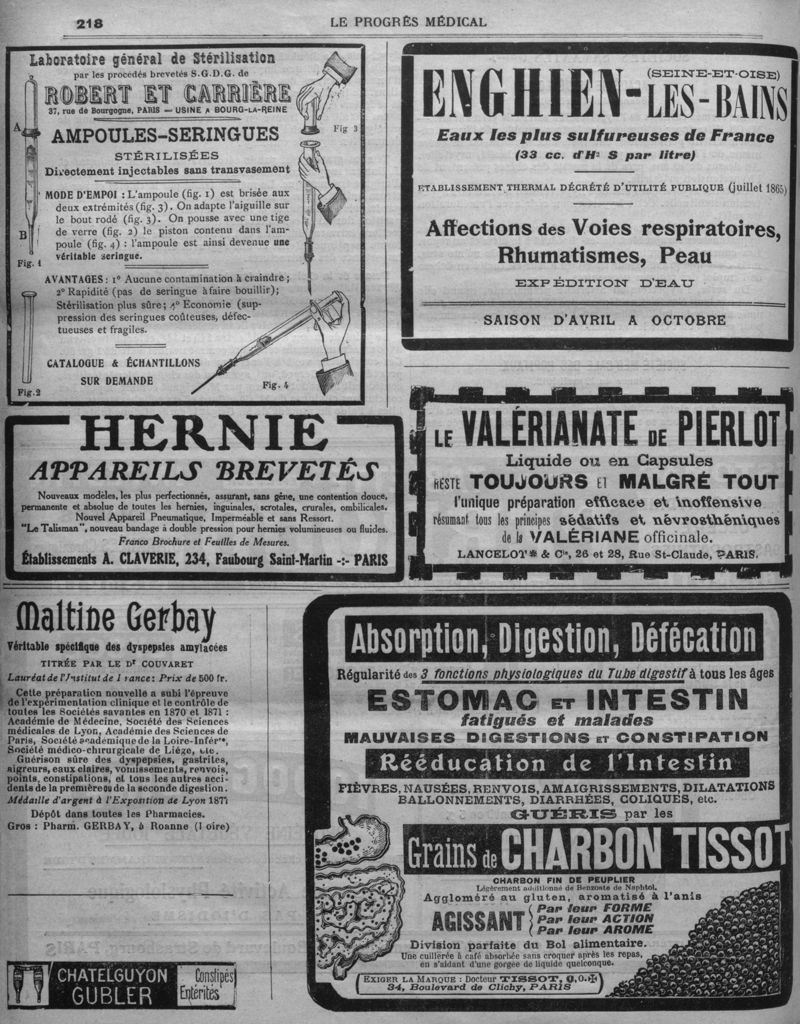 218
LE PROGRÈS MÉDICAL
Laboratoire général de Stérilisation
par les procédés brevetés S.G.D.G. de
ROBERT ET CARRIÈRE
37, rue de Bourgogne, PARIS — USINE A BOURG-LA-REINE
AMPOULES-SERINGUES
STÉRILISÉES
Directement injectables sans transvasement
MODE D'EMPLOI : L'ampoule (fig. 1) est brisée aux
deux extrémités (fig. 3). On adapte l'aiguille sur
le bout rodé (fig. 3). On pousse avec une tige
de verre (fig. 2) le piston contenu dans l'am-
poule (fig. 4) : l'ampoule est ainsi devenue une
véritable seringue.
AVANTAGES : 1° Aucune contamination à craindre ;
2° Rapidité (pas de seringue à faire bouillir);
Stérilisation plus sûre ; 4° Economie (sup-
pression des seringues coûteuses, défec-
tueuses et fragiles.
CATALOGUE & ÉCHANTILLONS
SUR DEMANDE
A
B
Fig. 1
Fig. 2
Fig 3
Fig. 4
ENGHIEN-LES-BAINS
(SEINE-ET-OISE)
Eaux les plus sulfureuses de France
(33 cc. d'H² S par litre)
ETABLISSEMENT THERMAL DÉCRÉTÉ D'UTILITÉ PUBLIQUE (juillet 1865)
Affections des Voies respiratoires,
Rhumatismes, Peau
EXPÉDITION D'EAU
SAISON D'AVRIL A OCTOBRE
HERNIE
APPAREILS BREVETÉS
Nouveaux modèles, les plus perfectionnés, assurant, sans gêne, une contention douce,
permanente et absolue de toutes les hernies, inguinales, scrotales, crurales, ombilicales.
Nouvel Appareil Pneumatique, Imperméable et sans Ressort.
"Le Talisman", nouveau bandage à double pression pour hernies volumineuses ou fluides.
Franco Brochure et Feuilles de Mesures.
Établissements A. CLAVERIE, 234, Faubourg Saint-Martin -:- PARIS
LE VALÉRIANATE DE PIERLOT
Liquide ou en Capsules
RESTE TOUJOURS ET MALGRÉ TOUT
l'unique préparation efficace et inoffensive
résumant tous les principes sédatifs et névrosthéniques
de la VALÉRIANE officinale.
LANCELOT & Cie, 26 et 28, Rue St-Claude, PARIS.
Maltine Gerbay
Véritable spécifique des dyspepsies amylacées
TITRÉE PAR LE Dr COUVARET
Lauréat de l'Institut de France: Prix de 500 fr.
Cette préparation nouvelle a subi l'épreuve
de l'expérimentation clinique et le contrôle de
toutes les Sociétés savantes en 1870 et 1871 :
Académie de Médecine, Société des Sciences
médicales de Lyon, Académie des Sciences de
Paris, Société académique de la Loire-Inférre,
Société médico-chirurgicale de Liége, etc.
Guérison sûre des dyspepsies, gastrites,
aigreurs, eaux claires, vomissements, renvois,
points, constipations, et tous les autres acci-
dents de la première ou de la seconde digestion.
Médaille d'argent à l'Exposition de Lyon 1871
Dépôt dans toutes les Pharmacies.
Gros : Pharm. GERBAY, à Roanne (Loire)
CHATELGUYON
GUBLER
Constipés
Entérités
Absorption, Digestion, Défécation
Régularité des 3 fonctions physiologiques du Tube digestif à tous les âges
ESTOMAC ET INTESTIN
fatigués et malades
MAUVAISES DIGESTIONS ET CONSTIPATION
Rééducation de l'Intestin
FIÈVRES, NAUSÉES, RENVOIS, AMAIGRISSEMENTS, DILATATIONS
BALLONNEMENTS, DIARRHÉES, COLIQUES, etc.
GUÉRIS par les
Grains de CHARBON TISSOT
CHARBON FIN DE PEUPLIER
Légèrement additionné de Benzoate de Naphtol.
Aggloméré au gluten, aromatisé à l'anis
AGISSANT
Par leur FORME
Par leur ACTION
Par leur AROME
Division parfaite du Bol alimentaire.
Une cuillerée à café absorbée sans croquer après les repas,
en s'aidant d'une gorgée de liquide quelconque.
EXIGER LA MARQUE : Docteur TISSOT, O,O.✠
34, Boulevard de Clichy, PARIS